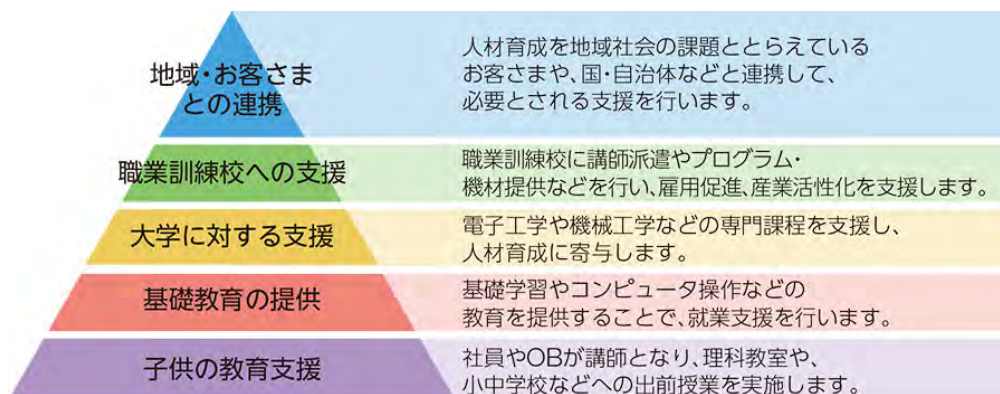 地域・お客さま
との連携
人材育成を地域社会の課題ととらえている
お客さまや、国・自治体などと連携して、
必要とされる支援を行います。
職業訓練校への支援
職業訓練校に講師派遣やプログラム・
機材提供などを行い、雇用促進、産業活性化を支援します。
大学に対する支援
電子工学や機械工学などの専門課程を支援し、
人材育成に寄与します。
基礎教育の提供
基礎学習やコンピュータ操作などの
教育を提供することで、就業支援を行います。
子供の教育支援
社員やOBが講師となり、理科教室や、
小中学校などへの出前授業を実施します。